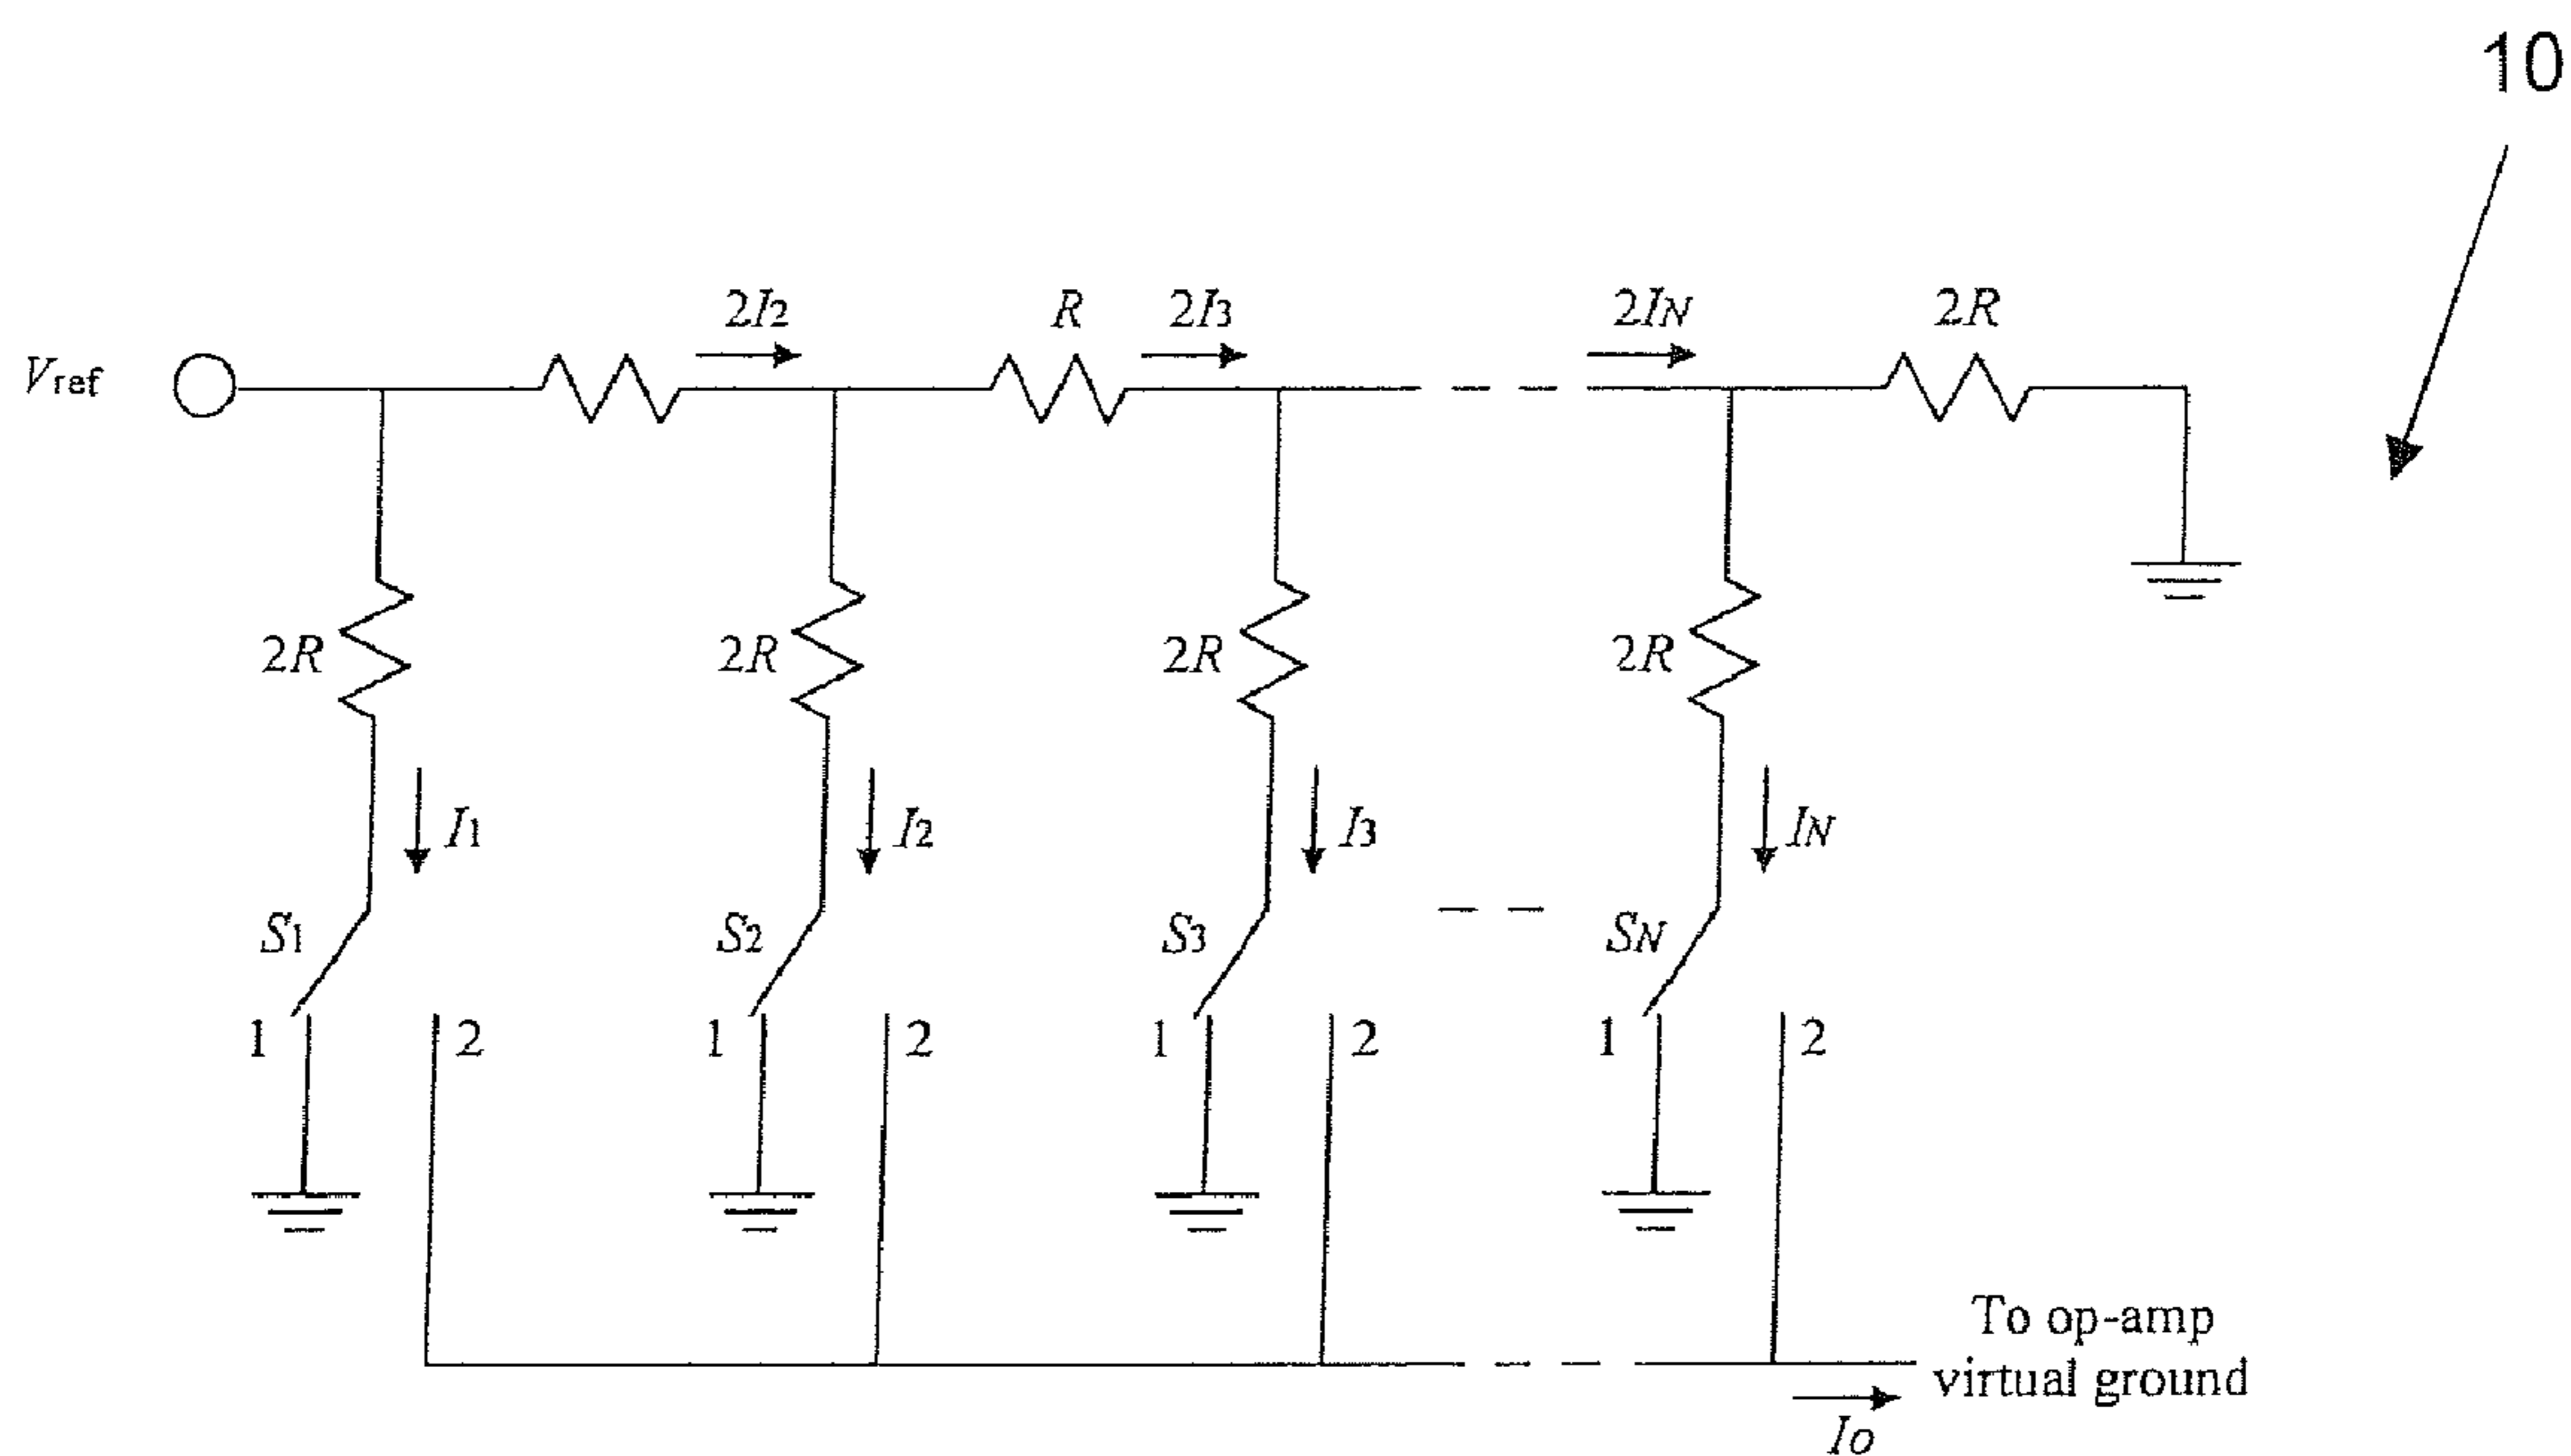 10
2I2
R
2I3
2IN
2R
Vref
2R
2R
2R
2R
I1
I2
I3
IN
S1
S2
S3
SN
1
2
1
2
1
2
1
2
To op-amp
virtual ground
Io